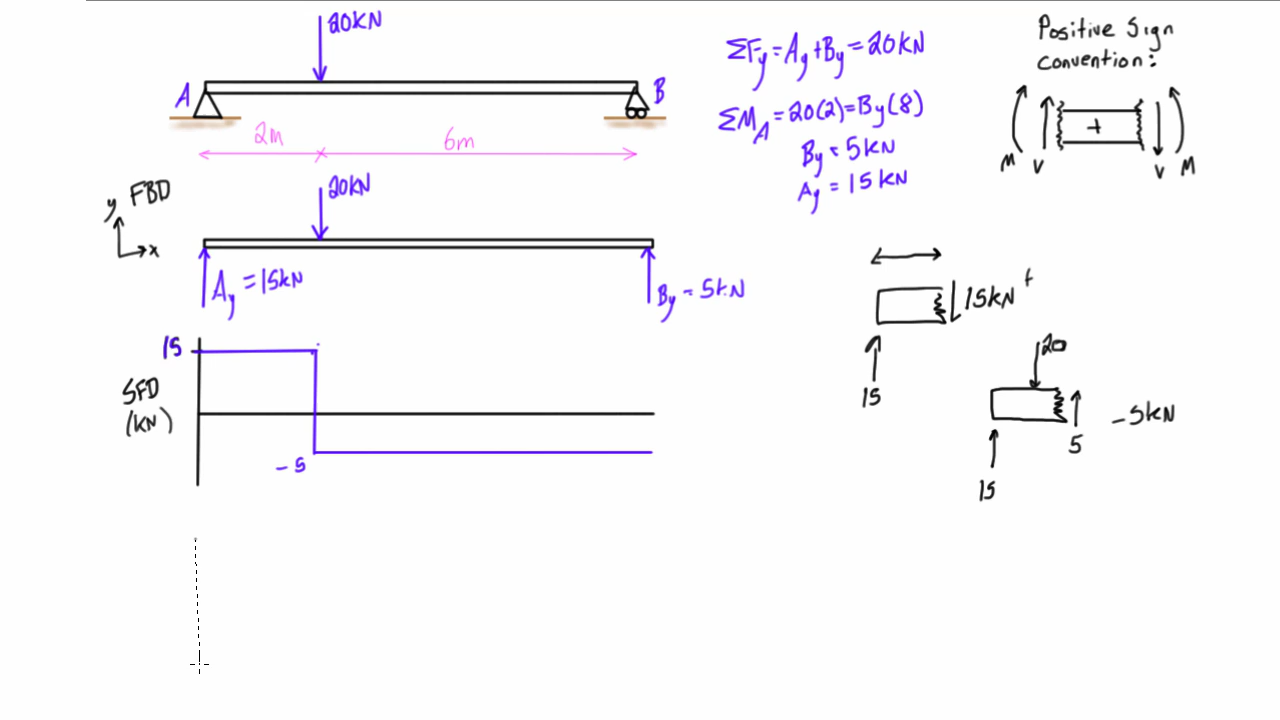 20kN
A
B
2m
6m
ΣFy = Ay + By = 20kN
ΣMA = 20(2) = By(8)
By = 5kN
Ay = 15kN
Positive Sign
Convention:
+
M V V M
y FBD
x
20kN
Ay = 15kN
By = 5kN
15
SFD
(kN)
-5
15kN +
15
20
5
-5kN
15